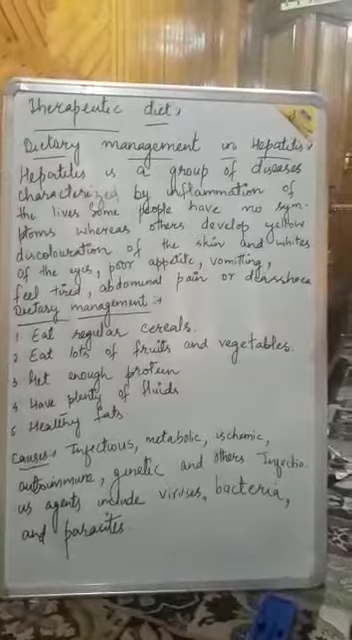 Therapeutic diet,
Dietary management in Hepatitis,
Hepatitis is a group of diseases
characterized by inflammation of
the lives Some people have no sym-
ptoms whereas others develop yellow
discolouration of the skin and whites
of the eyes, poor appetite, vomitting,
feel tired, abdominal pain or
Dietary management :-
1 Eat regular cereals.
2 Eat lots of fruits and vegetables.
3 Get enough protein
4 Have plenty of fluids
5 Healthy fats
Causes:- Infectious, metabolic, ischemic,
autoimmune, genetic and others Infectio-
us agents include viruses, bacteria,
and parasites.